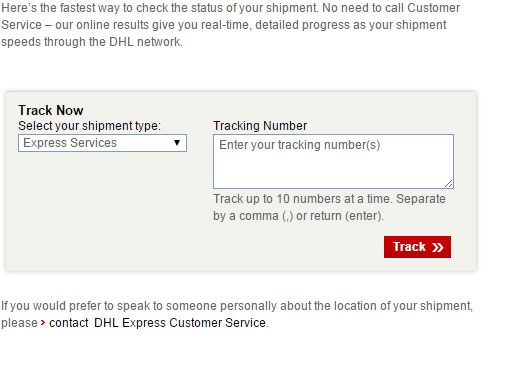 Here's the fastest way to check the status of your shipment. No need to call Customer
Service – our online results give you real-time, detailed progress as your shipment
speeds through the DHL network.
Track Now
Select your shipment type:
Express Services
Tracking Number
Enter your tracking number(s)
Track up to 10 numbers at a time. Separate
by a comma (,) or return (enter).
Track »
If you would prefer to speak to someone personally about the location of your shipment,
please › contact DHL Express Customer Service.